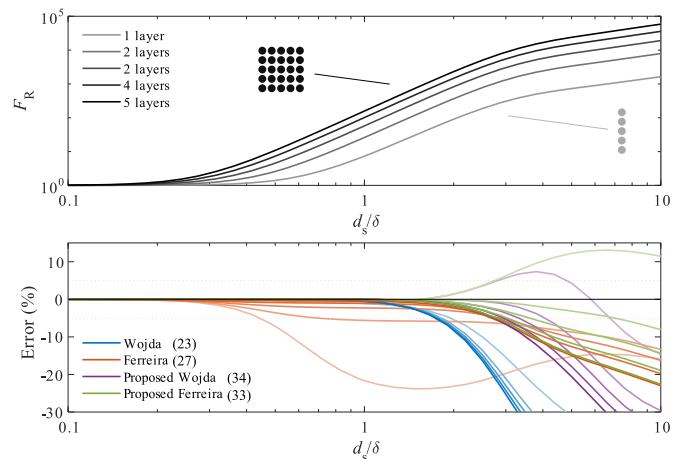 10^5
1 layer
2 layers
2 layers
4 layers
5 layers
F_R
10^0
0.1
1
10
d_s/δ
10
0
-10
-20
-30
Error (%)
Wojda (23)
Ferreira (27)
Proposed Wojda (34)
Proposed Ferreira (33)
0.1
1
10
d_s/δ